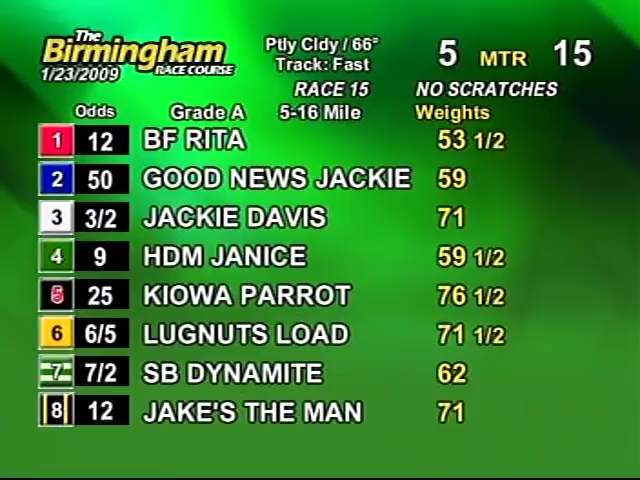 The
Birmingham
RACE COURSE
1/23/2009
Ptly Cldy / 66°
Track: Fast
5 MTR 15
RACE 15 NO SCRATCHES
Odds Grade A 5-16 Mile Weights
1 12 BF RITA 53 1/2
2 50 GOOD NEWS JACKIE 59
3 3/2 JACKIE DAVIS 71
4 9 HDM JANICE 59 1/2
5 25 KIOWA PARROT 76 1/2
6 6/5 LUGNUTS LOAD 71 1/2
7 7/2 SB DYNAMITE 62
8 12 JAKE'S THE MAN 71